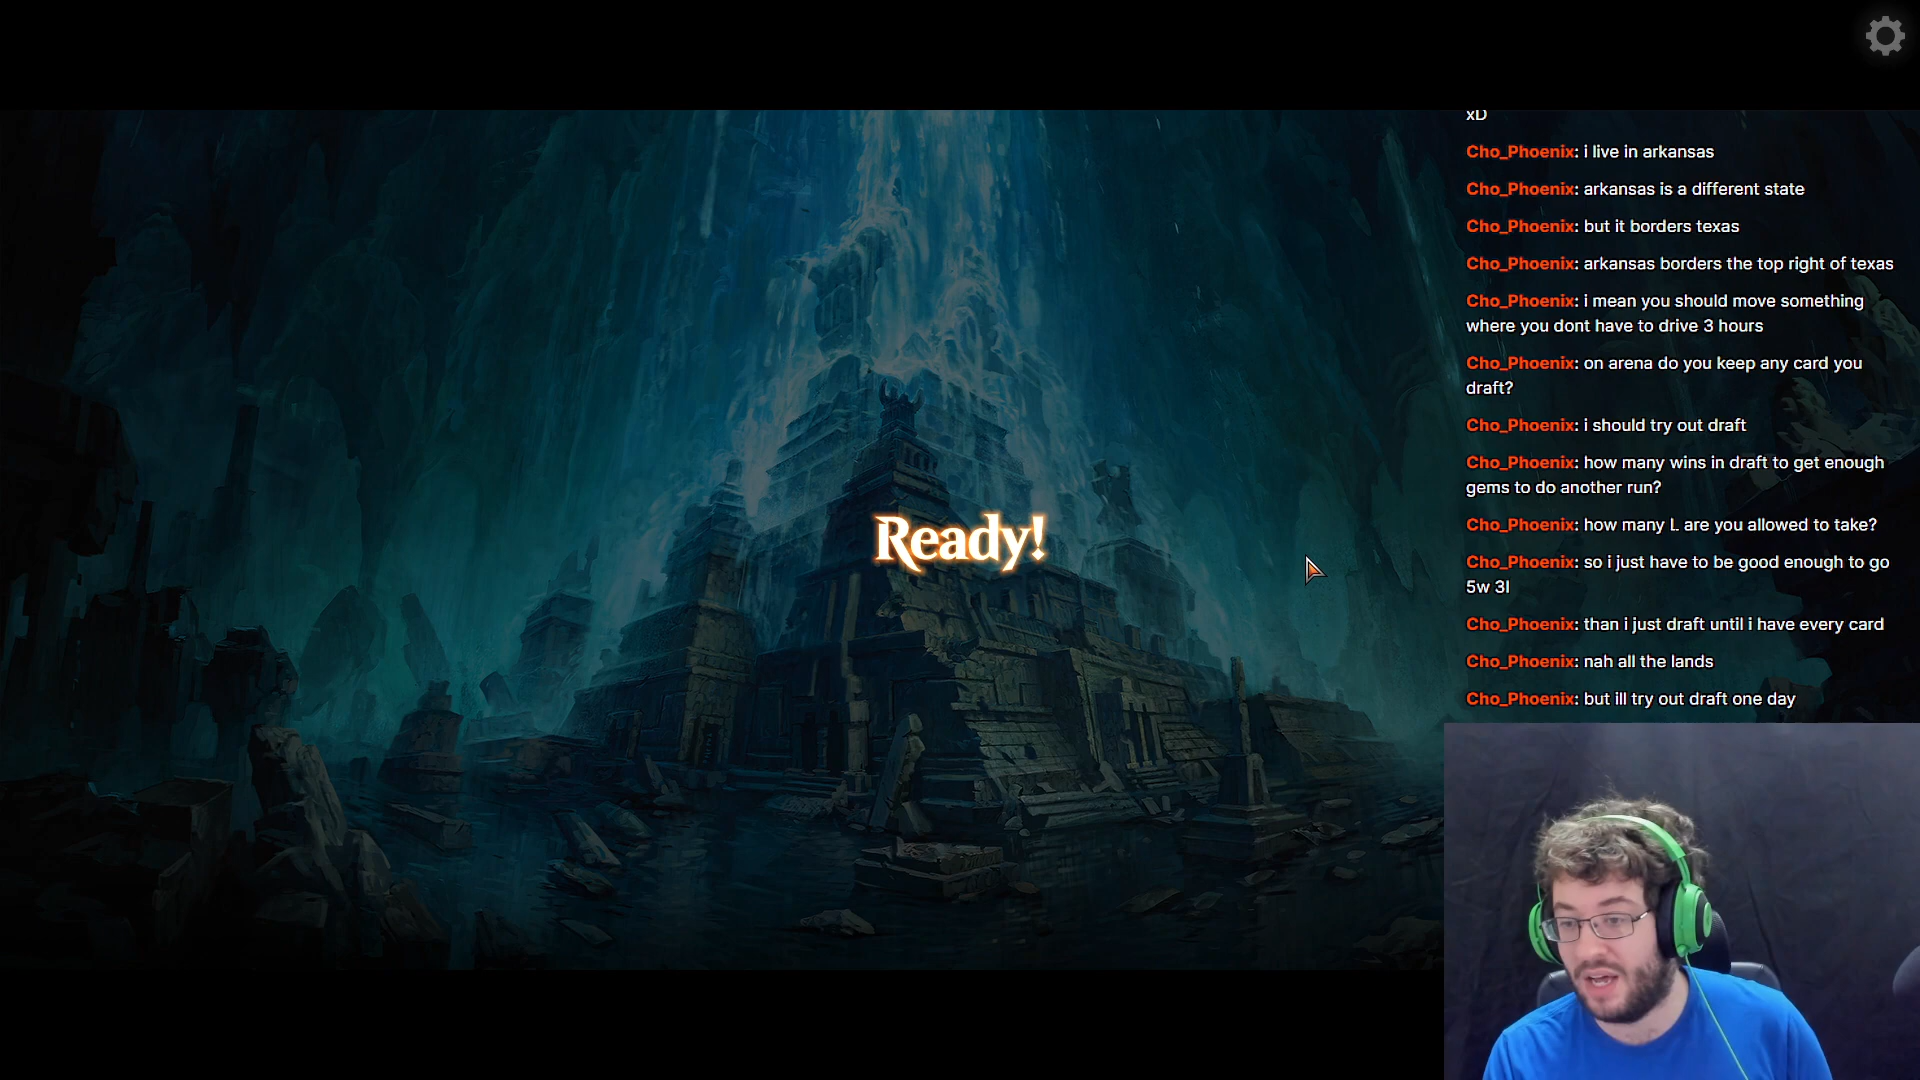 xD
Cho_Phoenix: i live in arkansas
Cho_Phoenix: arkansas is a different state
Cho_Phoenix: but it borders texas
Cho_Phoenix: arkansas borders the top right of texas
Cho_Phoenix: i mean you should move something
where you dont have to drive 3 hours
Cho_Phoenix: on arena do you keep any card you
draft?
Cho_Phoenix: i should try out draft
Cho_Phoenix: how many wins in draft to get enough
gems to do another run?
Cho_Phoenix: how many L are you allowed to take?
Cho_Phoenix: so i just have to be good enough to go
5w 3l
Cho_Phoenix: than i just draft until i have every card
Cho_Phoenix: nah all the lands
Cho_Phoenix: but ill try out draft one day
Ready!